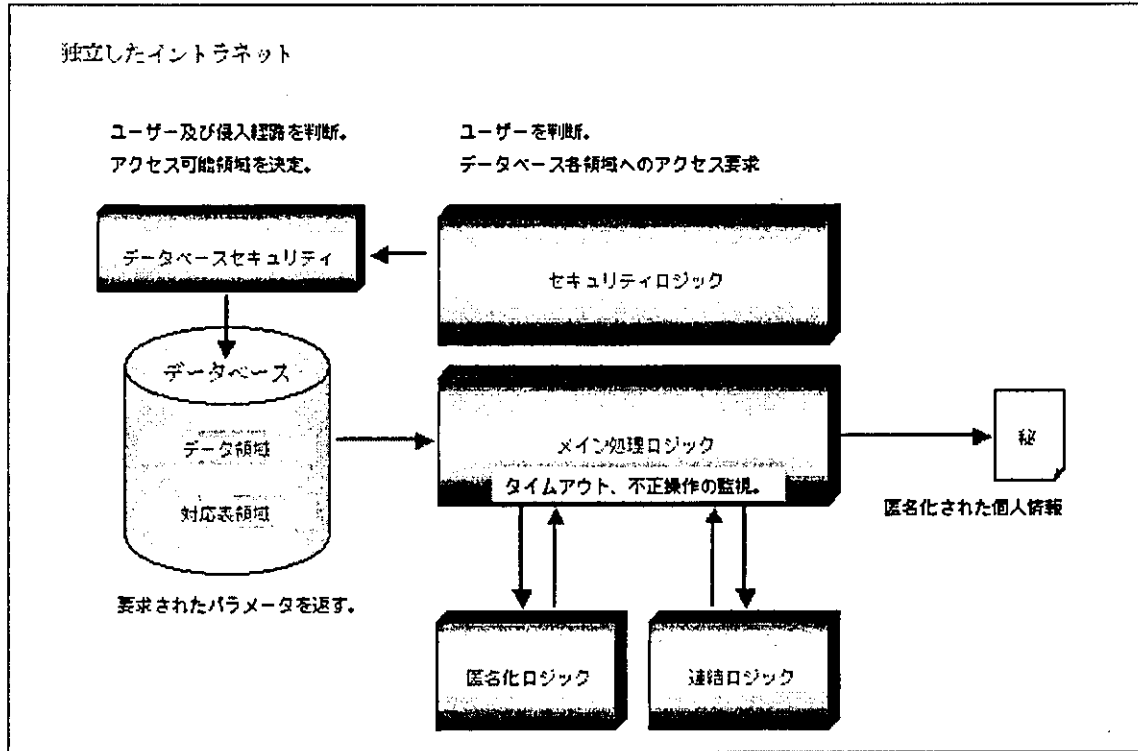 独立したイントラネット
ユーザー及び侵入経路を判断。
アクセス可能領域を決定。
ユーザーを判断。
データベース各領域へのアクセス要求
データベースセキュリティ
セキュリティロジック
データベース
データ領域
対応表領域
メイン処理ロジック
タイムアウト、不正操作の監視。
秘
匿名化された個人情報
要求されたパラメータを返す。
匿名化ロジック
連結ロジック